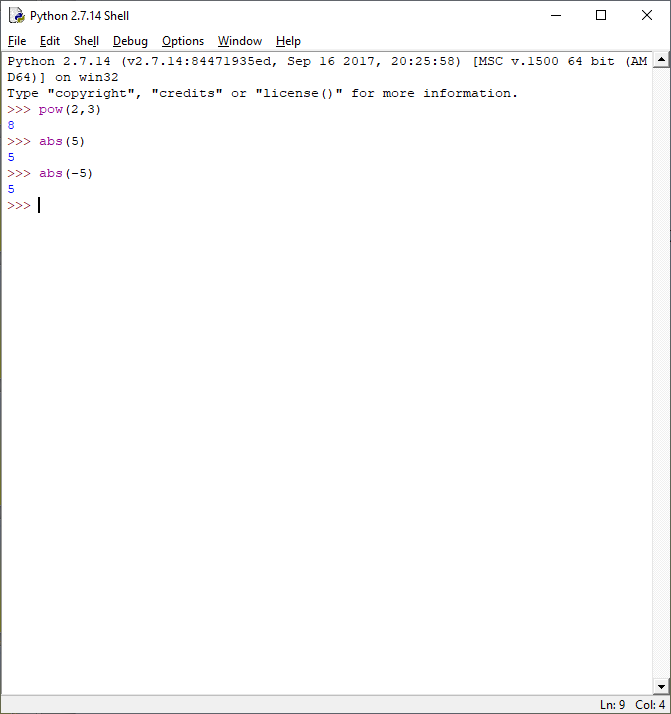 Python 2.7.14 Shell
File Edit Shell Debug Options Window Help
Python 2.7.14 (v2.7.14:84471935ed, Sep 16 2017, 20:25:58) [MSC v.1500 64 bit (AM
D64)] on win32
Type "copyright", "credits" or "license()" for more information.
>>> pow(2,3)
8
>>> abs(5)
5
>>> abs(-5)
5
>>>
Ln: 9 Col: 4